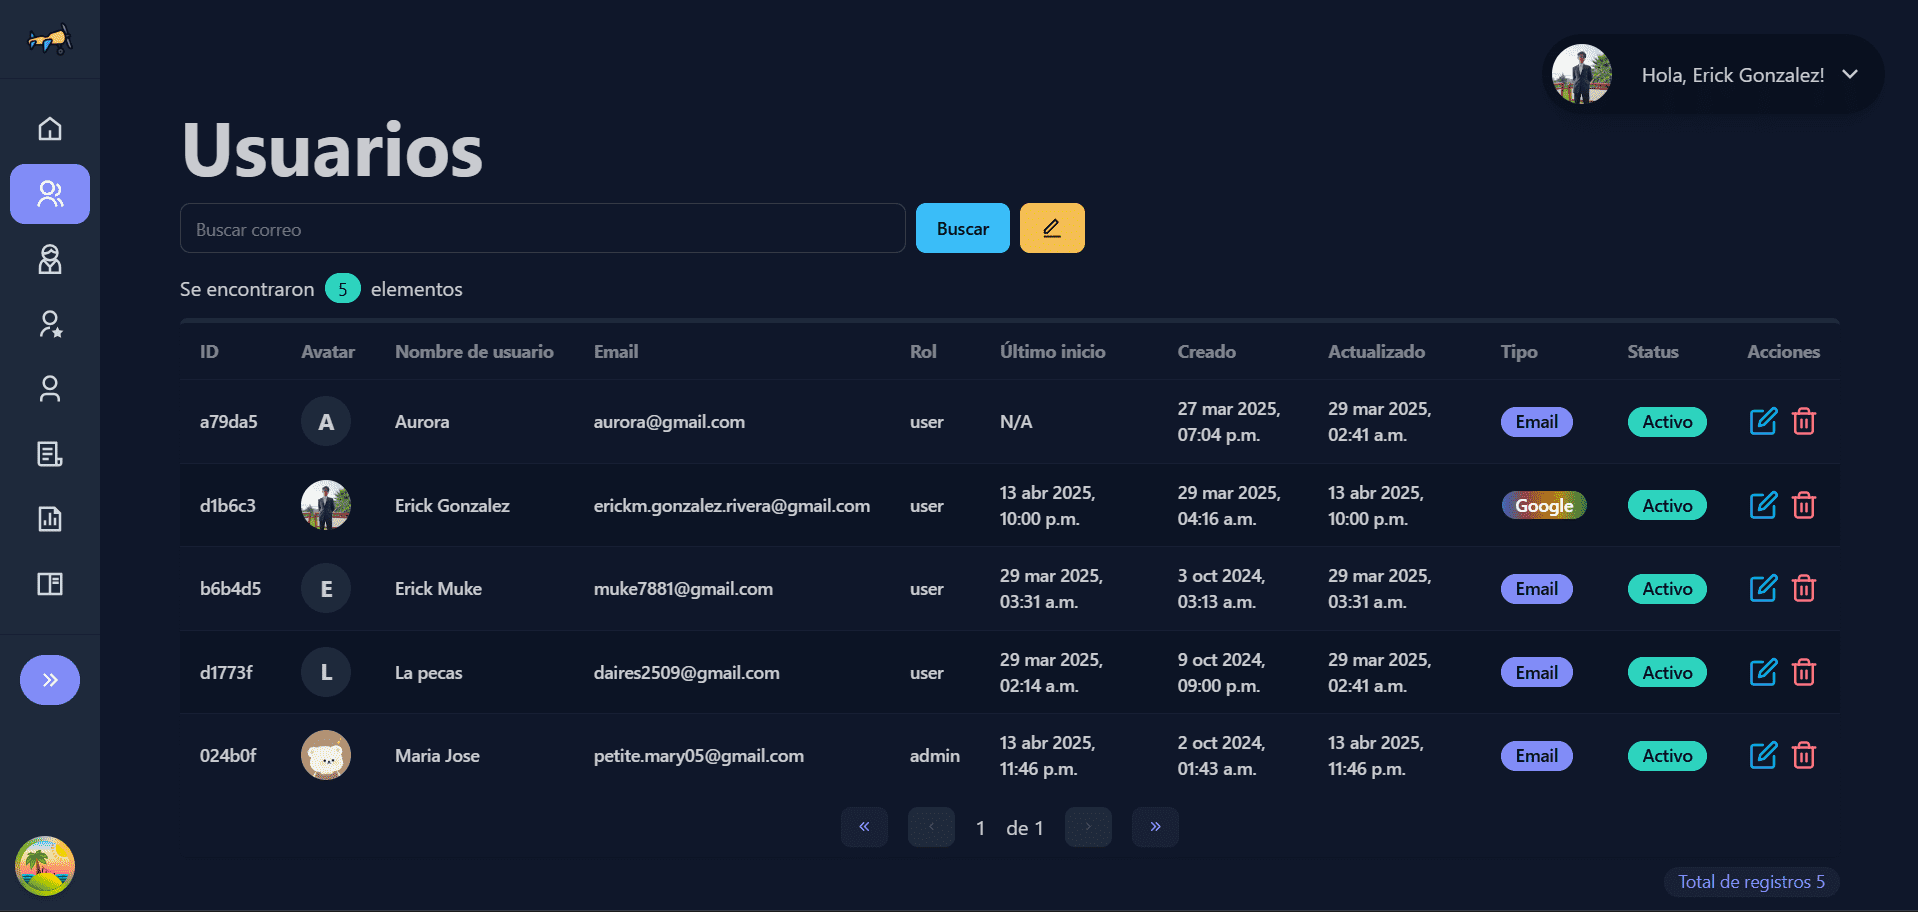 Hola, Erick Gonzalez!
Usuarios
Buscar correo
Buscar
Se encontraron 5 elementos
ID Avatar Nombre de usuario Email Rol Último inicio Creado Actualizado Tipo Status Acciones
a79da5 A Aurora aurora@gmail.com user N/A 27 mar 2025, 07:04 p.m. 29 mar 2025, 02:41 a.m. Email Activo
d1b6c3 Erick Gonzalez erickm.gonzalez.rivera@gmail.com user 13 abr 2025, 10:00 p.m. 29 mar 2025, 04:16 a.m. 13 abr 2025, 10:00 p.m. Google Activo
b6b4d5 E Erick Muke muke7881@gmail.com user 29 mar 2025, 03:31 a.m. 3 oct 2024, 03:13 a.m. 29 mar 2025, 03:31 a.m. Email Activo
d1773f L La pecas daires2509@gmail.com user 29 mar 2025, 02:14 a.m. 9 oct 2024, 09:00 p.m. 29 mar 2025, 02:41 a.m. Email Activo
024b0f Maria Jose petite.mary05@gmail.com admin 13 abr 2025, 11:46 p.m. 2 oct 2024, 01:43 a.m. 13 abr 2025, 11:46 p.m. Email Activo
« ‹ 1 de 1 › »
Total de registros 5